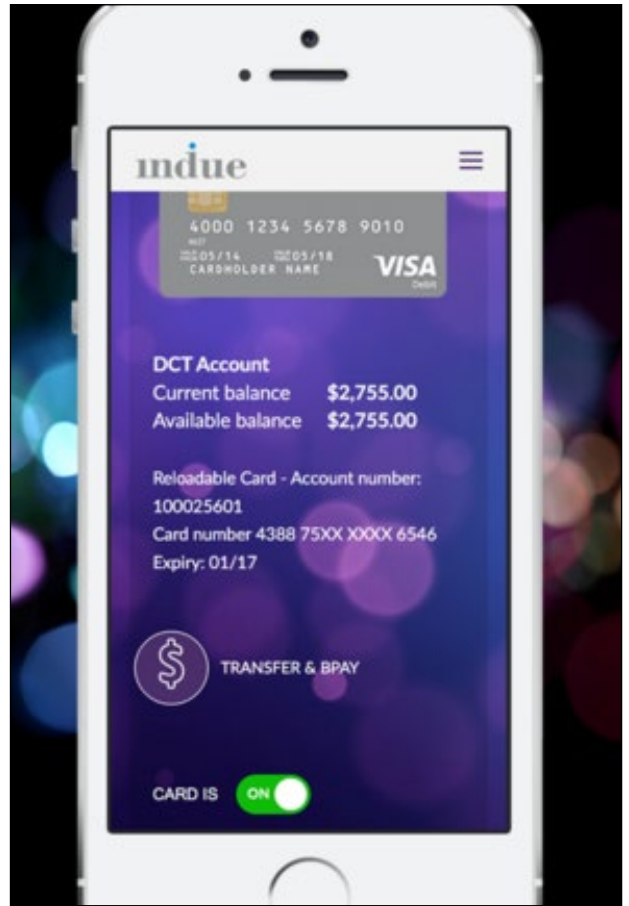 indue
4000 1234 5678 9010
05/14 05/18
CARDHOLDER NAME
VISA
Debit
DCT Account
Current balance $2,755.00
Available balance $2,755.00
Reloadable Card - Account number:
100025601
Card number 4388 75XX XXXX 6546
Expiry: 01/17
TRANSFER & BPAY
CARD IS ON